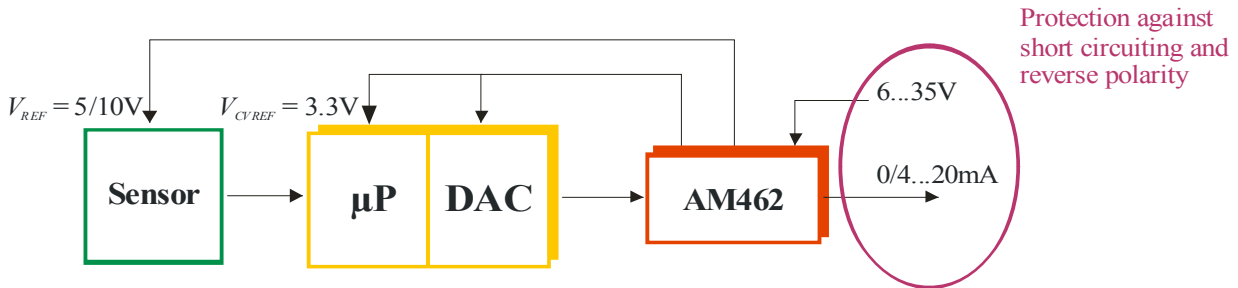 Protection against
short circuiting and
reverse polarity
V_REF = 5/10V
V_CVREF = 3.3V
6...35V
Sensor
µP
DAC
AM462
0/4...20mA